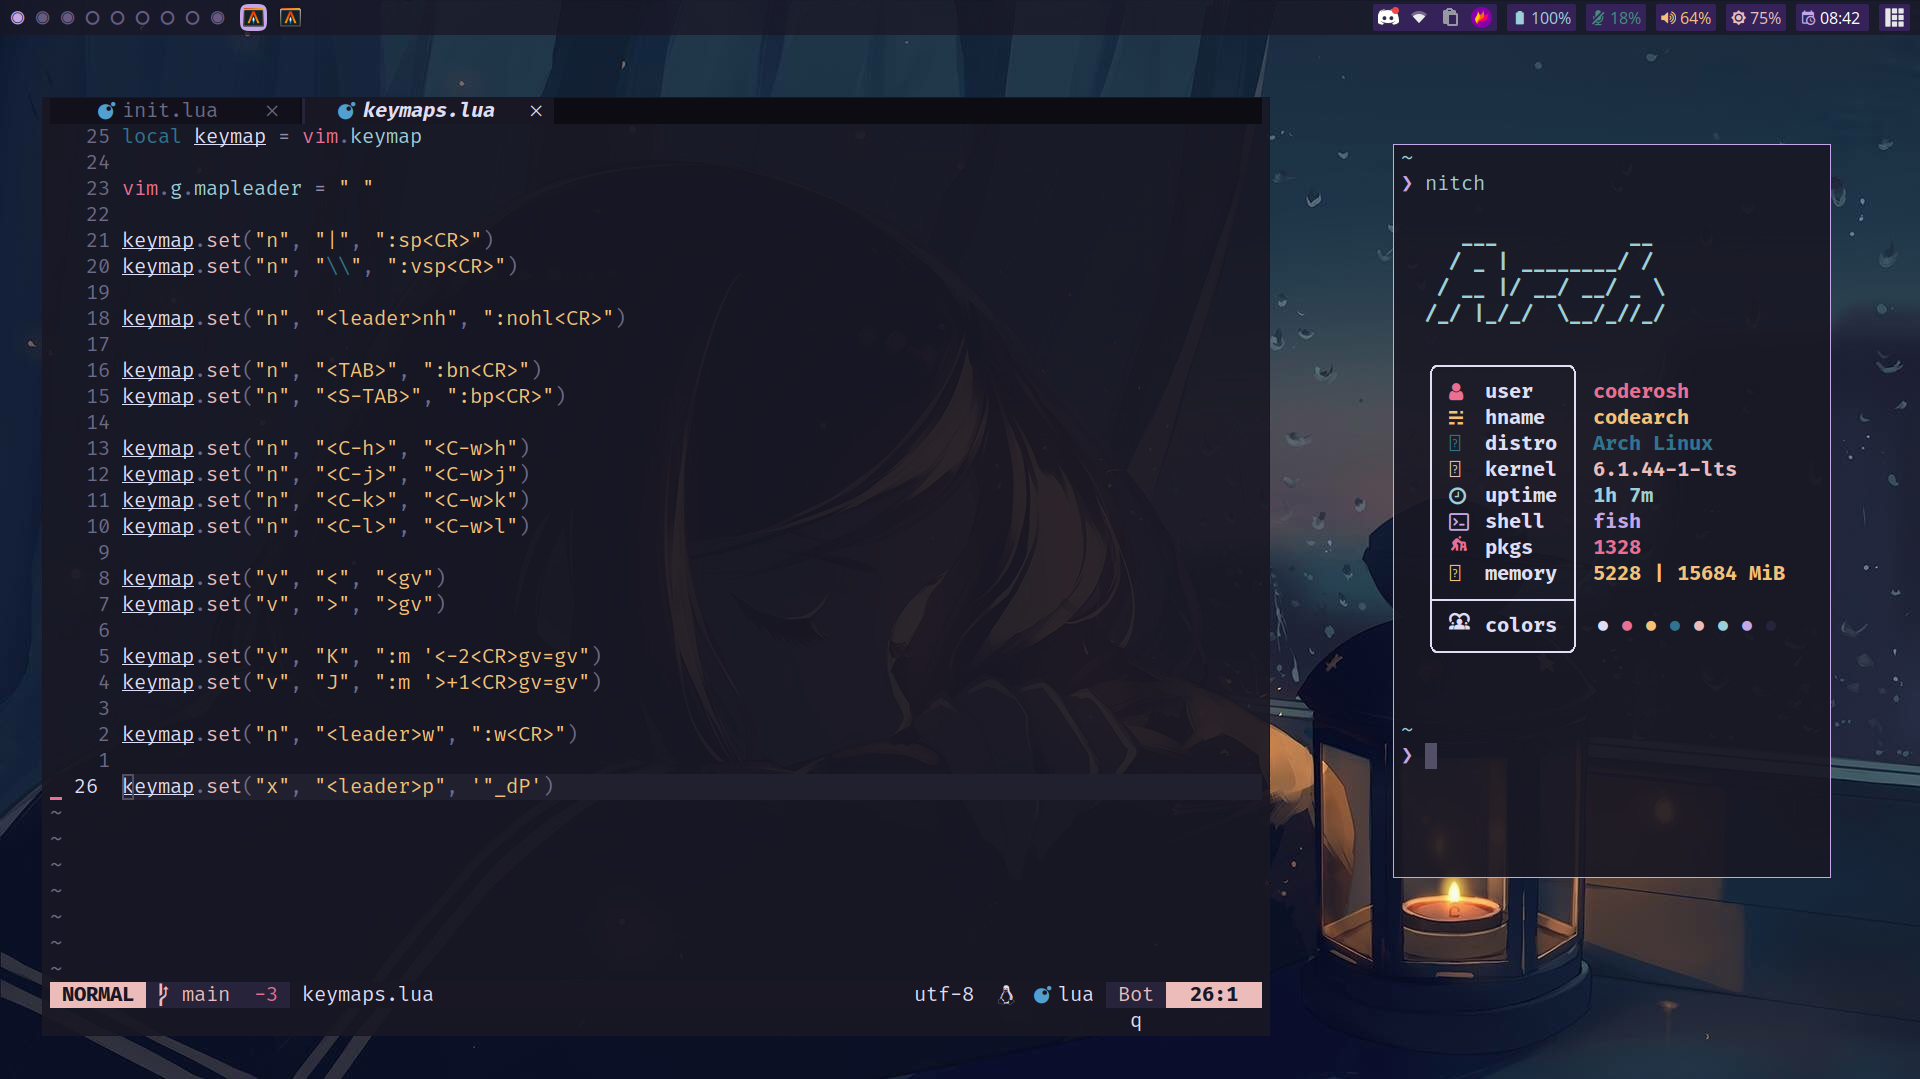 100% 18% 64% 75% 08:42
init.lua × keymaps.lua ×
25 local keymap = vim.keymap
24
23 vim.g.mapleader = " "
22
21 keymap.set("n", "|", ":sp<CR>")
20 keymap.set("n", "\\", ":vsp<CR>")
19
18 keymap.set("n", "<leader>nh", ":nohl<CR>")
17
16 keymap.set("n", "<TAB>", ":bn<CR>")
15 keymap.set("n", "<S-TAB>", ":bp<CR>")
14
13 keymap.set("n", "<C-h>", "<C-w>h")
12 keymap.set("n", "<C-j>", "<C-w>j")
11 keymap.set("n", "<C-k>", "<C-w>k")
10 keymap.set("n", "<C-l>", "<C-w>l")
9
8 keymap.set("v", "<", "<gv")
7 keymap.set("v", ">", ">gv")
6
5 keymap.set("v", "K", ":m '<-2<CR>gv=gv")
4 keymap.set("v", "J", ":m '>+1<CR>gv=gv")
3
2 keymap.set("n", "<leader>w", ":w<CR>")
1
26 keymap.set("x", "<leader>p", '"_dP')
~
~
~
~
~
~
~
NORMAL main -3 keymaps.lua utf-8 lua Bot 26:1
q
~
❯ nitch
Arch
user coderosh
hname codearch
distro Arch Linux
kernel 6.1.44-1-lts
uptime 1h 7m
shell fish
pkgs 1328
memory 5228 | 15684 MiB
colors
~
❯